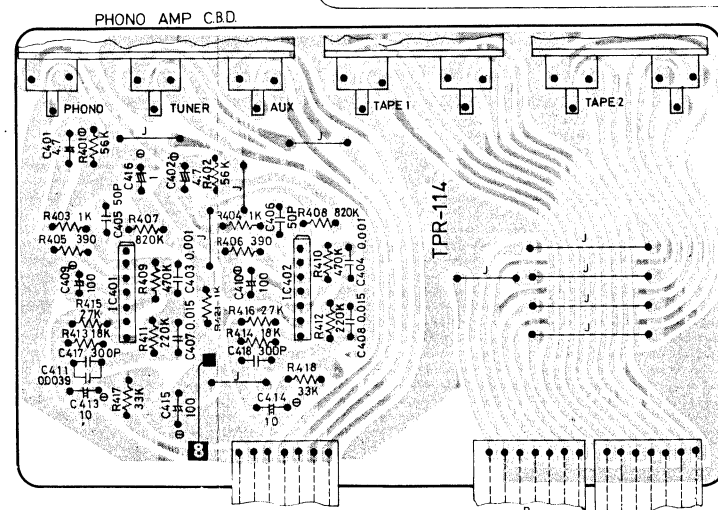 PHONO AMP C.B.D.
PHONO
TUNER
AUX
TAPE 1
TAPE 2
C401
4.7
R401
56K
J
C416
C402
4.7
R402
56K
J
J
C405 50P
C406
50P
R403 1K
R407
820K
R404 1K
R408 820K
R405 390
R406 390
J
TPR-114
C409
100
IC401
R409
470K
C403 0.001
C410
100
IC402
R410
470K
C404 0.001
J
J
J
J
J
R415
27K
R413 18K
R411
220K
C407 0.015
R421 1K
R416 27K
R414 18K
R412
220K
C408 0.015
C417 300P
C418 300P
C411
0.0039
R417
33K
J
R418
33K
C413
10
C415
100
C414
10
8